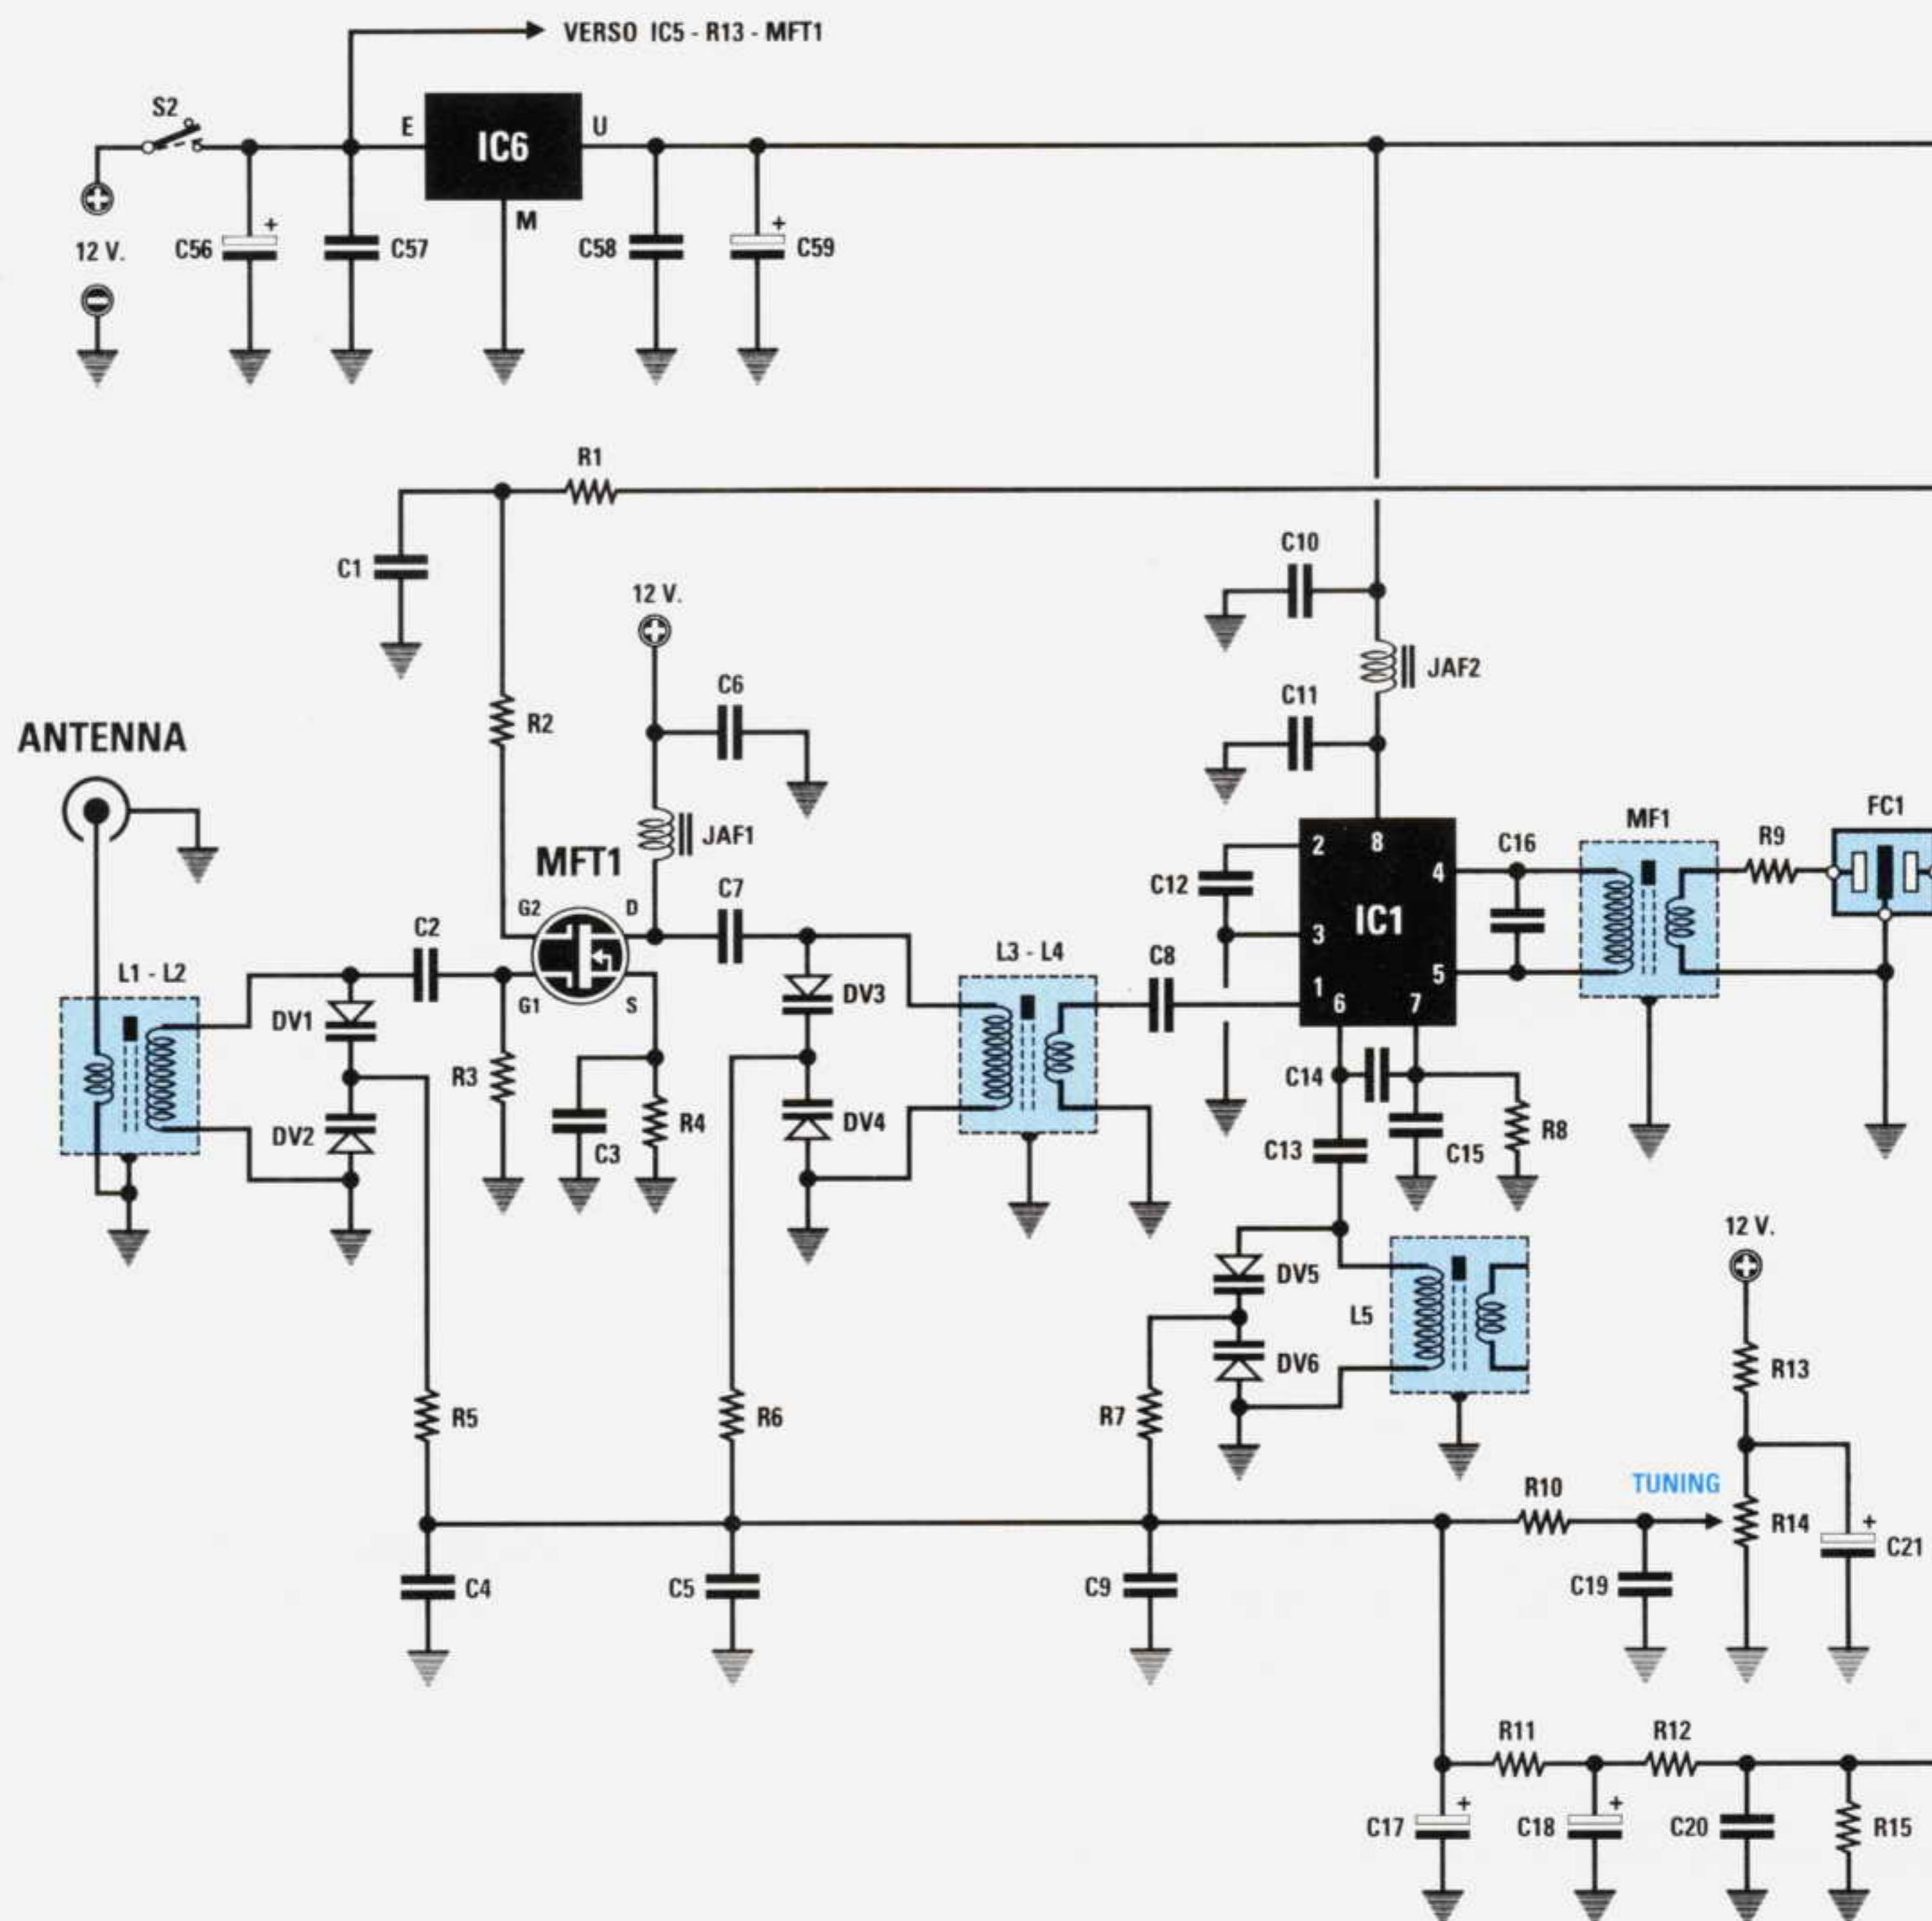 VERSO IC5 - R13 - MFT1
S2
E
IC6
U
M
12 V.
C56
+
C57
C58
+
C59
R1
C1
12 V.
C10
C6
JAF2
C11
R2
ANTENNA
JAF1
MFT1
C7
G2
D
C2
G1
S
L1 - L2
DV1
DV2
R3
C3
R4
DV3
DV4
L3 - L4
C8
C12
2
8
4
3
IC1
1
5
6
7
C16
MF1
R9
FC1
C14
C13
C15
R8
DV5
DV6
L5
12 V.
R13
R5
R6
R7
R10
TUNING
R14
+
C21
C4
C5
C9
C19
R11
R12
C17
+
C18
+
C20
R15